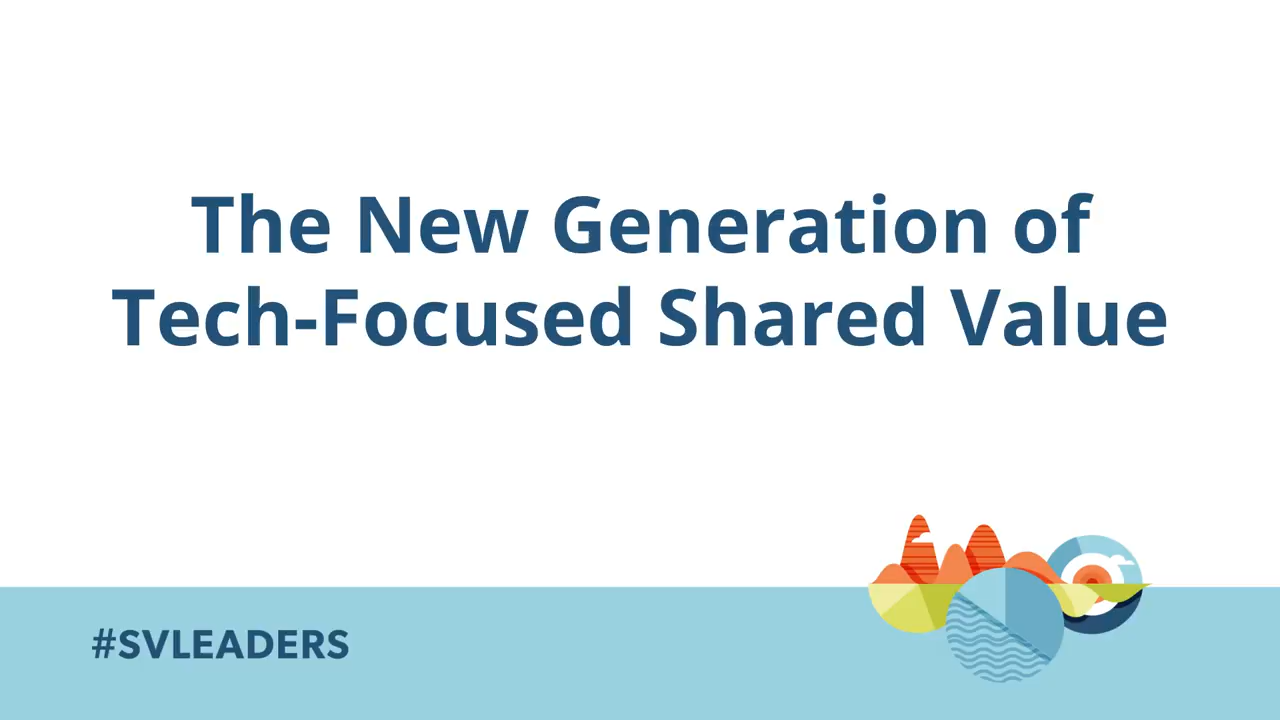 The New Generation of
Tech-Focused Shared Value
#SVLEADERS